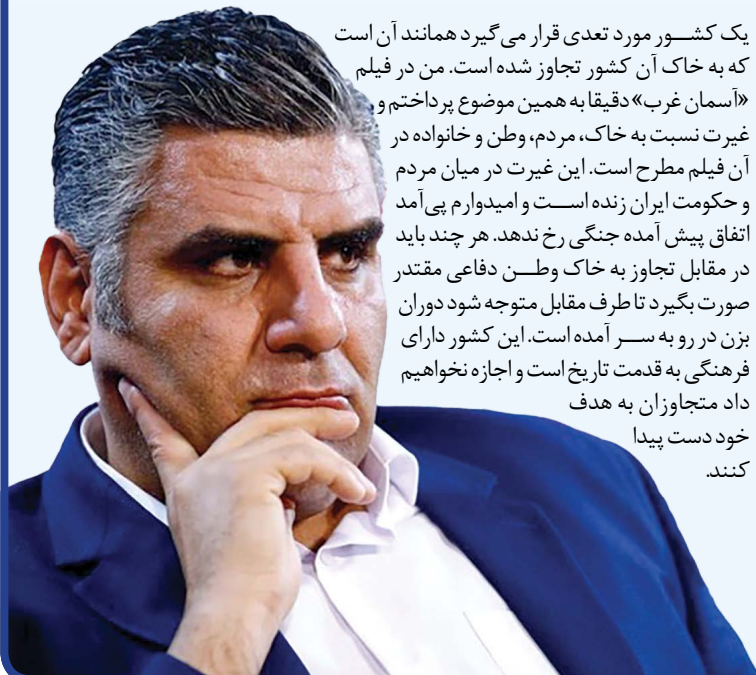 یک کشور مورد تعدی قرار می‌گیرد همانند آن است
که به خاک آن کشور تجاوز شده است. من در فیلم
«آسمان غرب» دقیقا به همین موضوع پرداختم و
غیرت نسبت به خاک، مردم، وطن و خانواده در
آن فیلم مطرح است. این غیرت در میان مردم
و حکومت ایران زنده است و امیدوارم پی‌آمد
اتفاق پیش آمده جنگی رخ ندهد. هر چند باید
در مقابل تجاوز به خاک وطن دفاعی مقتدر
صورت بگیرد تا طرف مقابل متوجه شود دوران
بزن در رو به سر آمده است. این کشور دارای
فرهنگی به قدمت تاریخ است و اجازه نخواهیم
داد متجاوزان به هدف
خود دست پیدا
کنند.